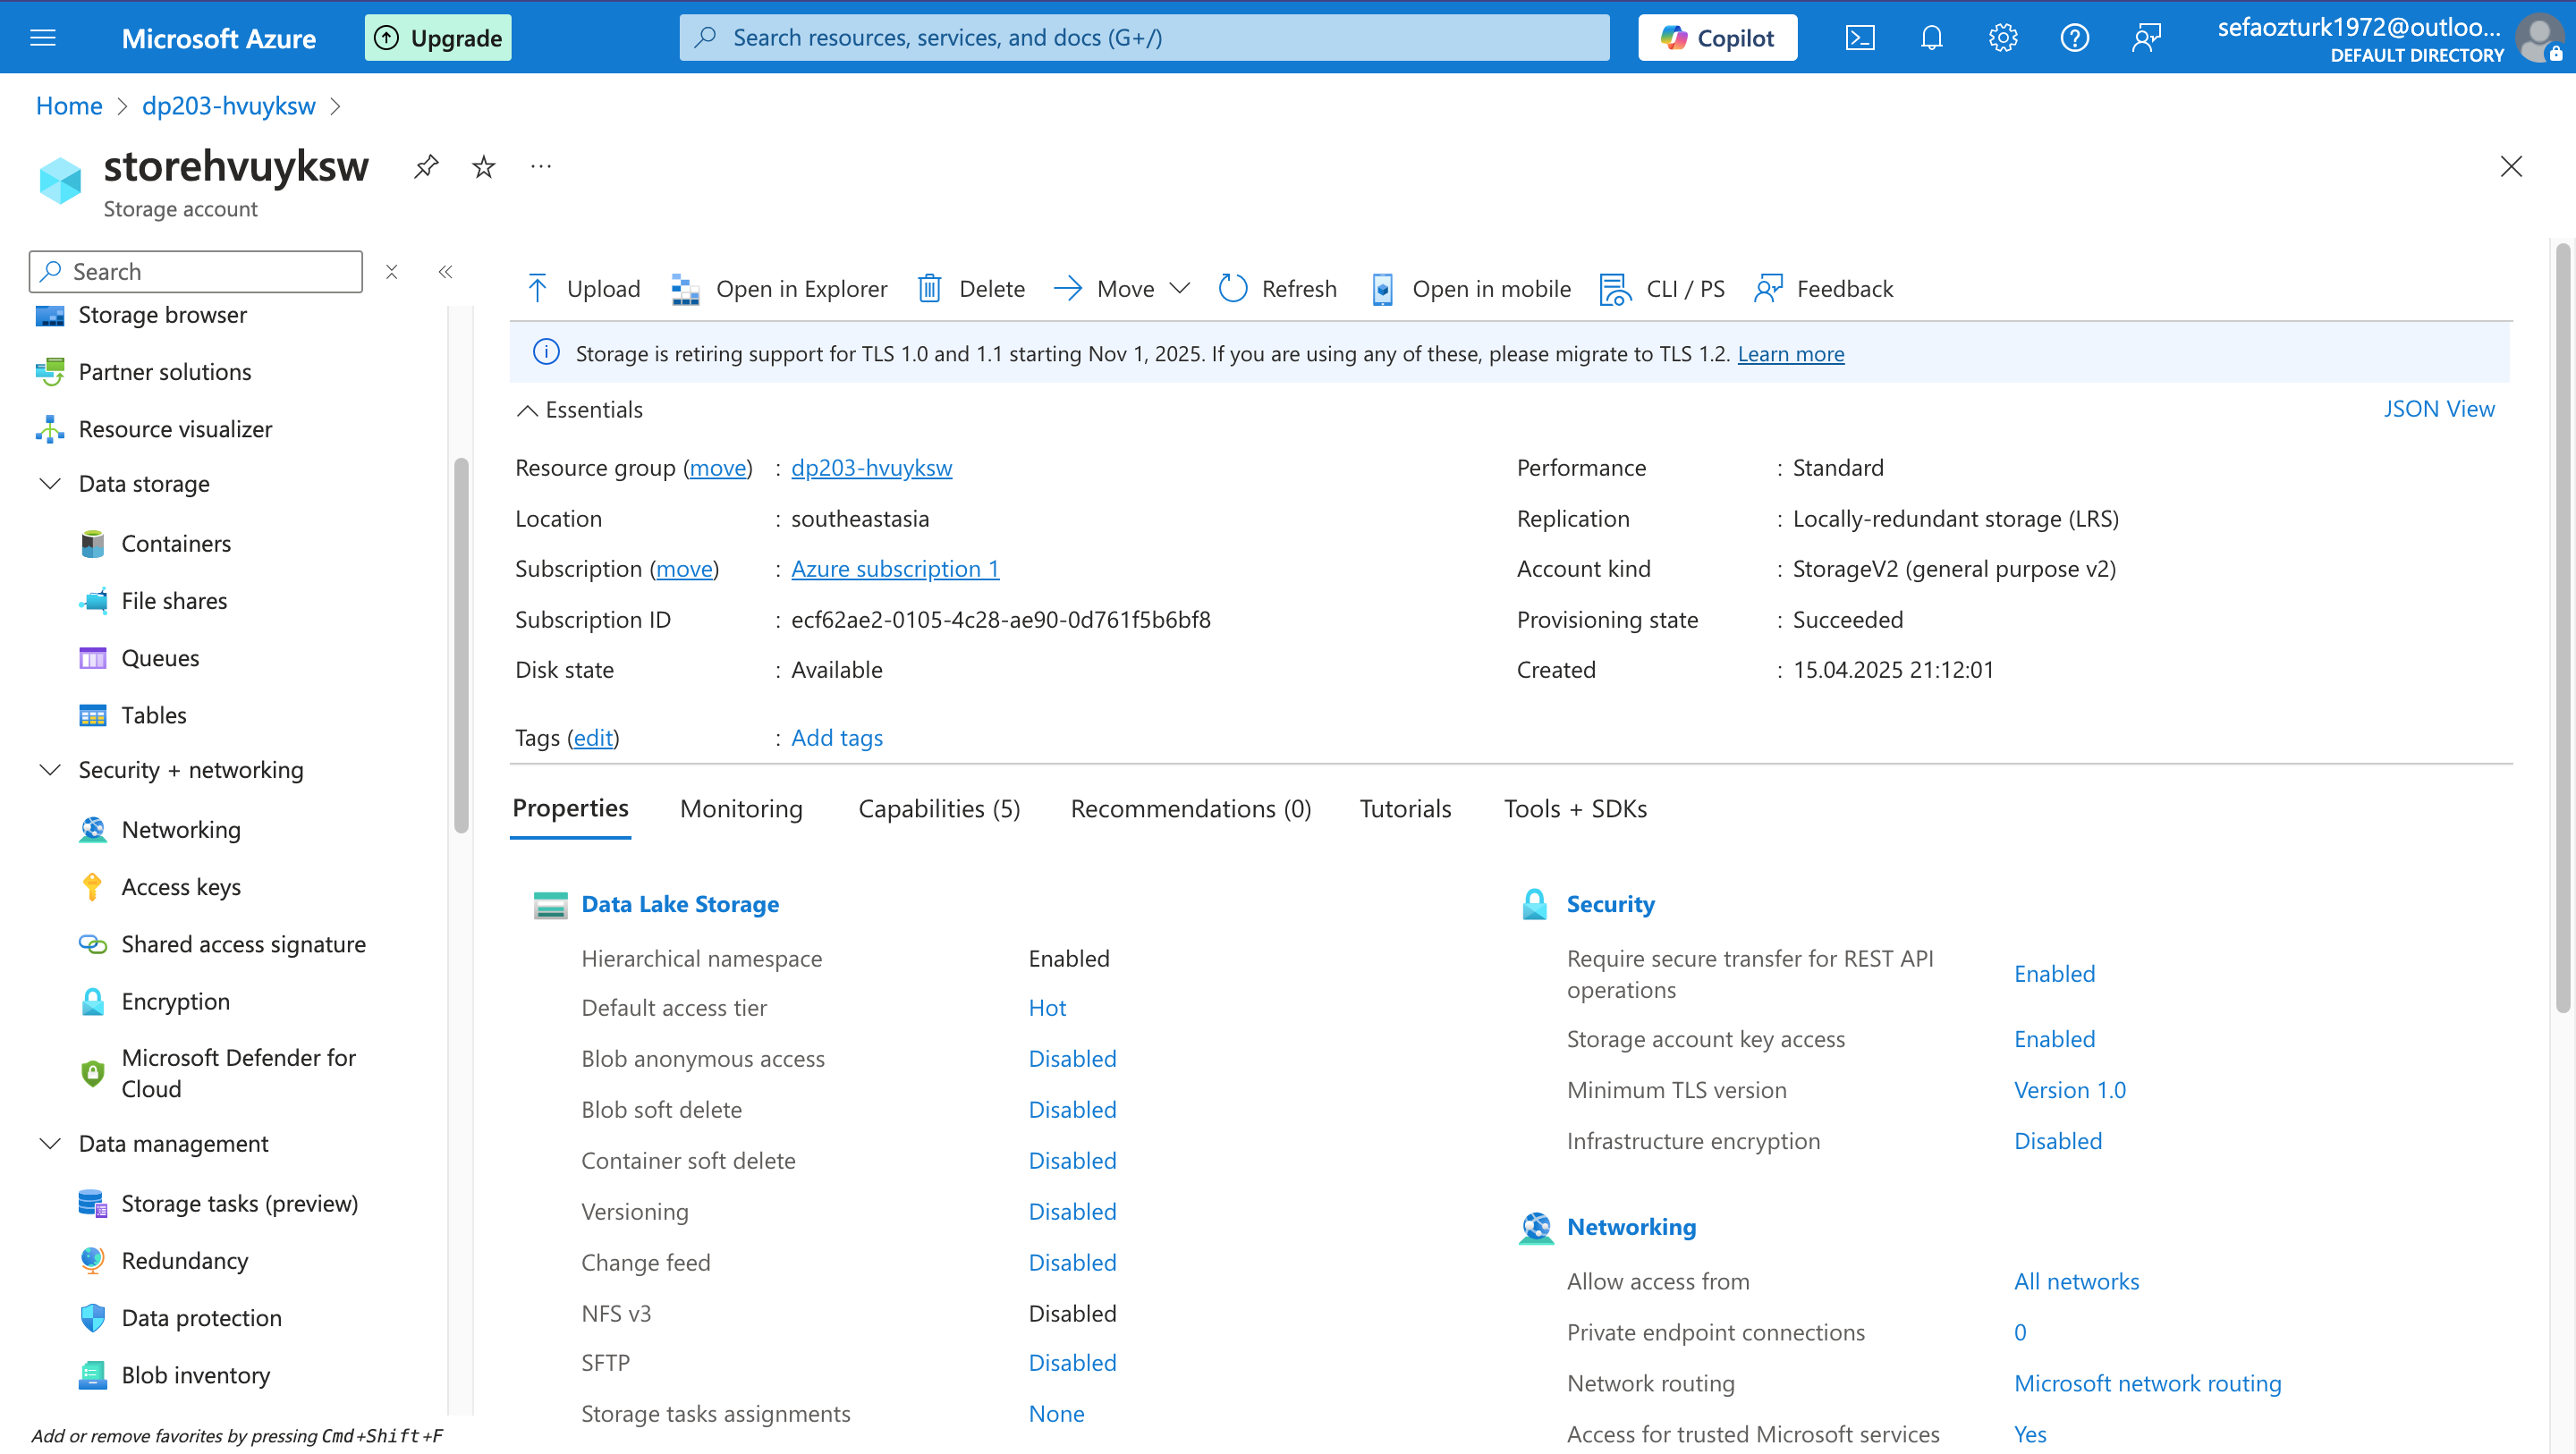 Microsoft Azure
Upgrade
Search resources, services, and docs (G+/)
Copilot
sefaozturk1972@outloo...
DEFAULT DIRECTORY
Home
dp203-hvuyksw
storehvuyksw
...
Storage account
Search
Storage browser
Partner solutions
Resource visualizer
Data storage
Containers
File shares
Queues
Tables
Security + networking
Networking
Access keys
Shared access signature
Encryption
Microsoft Defender for
Cloud
Data management
Storage tasks (preview)
Redundancy
Data protection
Blob inventory
Add or remove favorites by pressing Cmd+Shift+F
Upload
Open in Explorer
Delete
Move
Refresh
Open in mobile
CLI / PS
Feedback
Storage is retiring support for TLS 1.0 and 1.1 starting Nov 1, 2025. If you are using any of these, please migrate to TLS 1.2. Learn more
Essentials
JSON View
Resource group (move) : dp203-hvuyksw
Location : southeastasia
Subscription (move) : Azure subscription 1
Subscription ID : ecf62ae2-0105-4c28-ae90-0d761f5b6bf8
Disk state : Available
Tags (edit) : Add tags
Performance : Standard
Replication : Locally-redundant storage (LRS)
Account kind : StorageV2 (general purpose v2)
Provisioning state : Succeeded
Created : 15.04.2025 21:12:01
Properties
Monitoring
Capabilities (5)
Recommendations (0)
Tutorials
Tools + SDKs
Data Lake Storage
Hierarchical namespace Enabled
Default access tier Hot
Blob anonymous access Disabled
Blob soft delete Disabled
Container soft delete Disabled
Versioning Disabled
Change feed Disabled
NFS v3 Disabled
SFTP Disabled
Storage tasks assignments None
Security
Require secure transfer for REST API
operations Enabled
Storage account key access Enabled
Minimum TLS version Version 1.0
Infrastructure encryption Disabled
Networking
Allow access from All networks
Private endpoint connections 0
Network routing Microsoft network routing
Access for trusted Microsoft services Yes